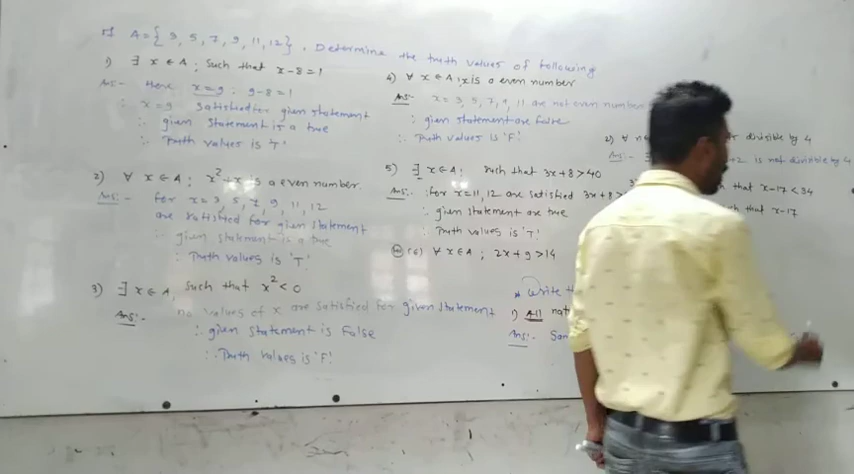 A = { 3, 5, 7, 9, 11, 12 } . Determine the truth values of following
1) ∃ x ∈ A ; Such that x-8=1
Ans:- Here x=9 ; 9-8=1
∴ x=9 satisfied for given statement
∴ given statement is a true
∴ Truth values is 'T'
2) ∀ x ∈ A ; x²+x is a even number.
Ans:- for x=3, 5, 7, 9, 11, 12
are satisfied for given statement
∴ given statement is a true
∴ Truth values is 'T'
3) ∃ x ∈ A, such that x² < 0
Ans:- no values of x are satisfied for given statement
∴ given statement is False
∴ Truth values is 'F'
4) ∀ x ∈ A ; x is a even number
Ans:- x=3, 5, 7, 9, 11 are not even number
∴ given statement are false
∴ Truth values is 'F'
5) ∃ x ∈ A ; such that 3x+8>40
Ans:- for x=11, 12 are satisfied 3x+8>
∴ given statement are true
∴ Truth values is 'T'
(6) ∀ x ∈ A ; 2x+9>14
* Write
1) All nat
Ans:- Som
2) ∀ divisible by 4
Ans:- +2 is not divisible by 4
that x-17<34
that x-17